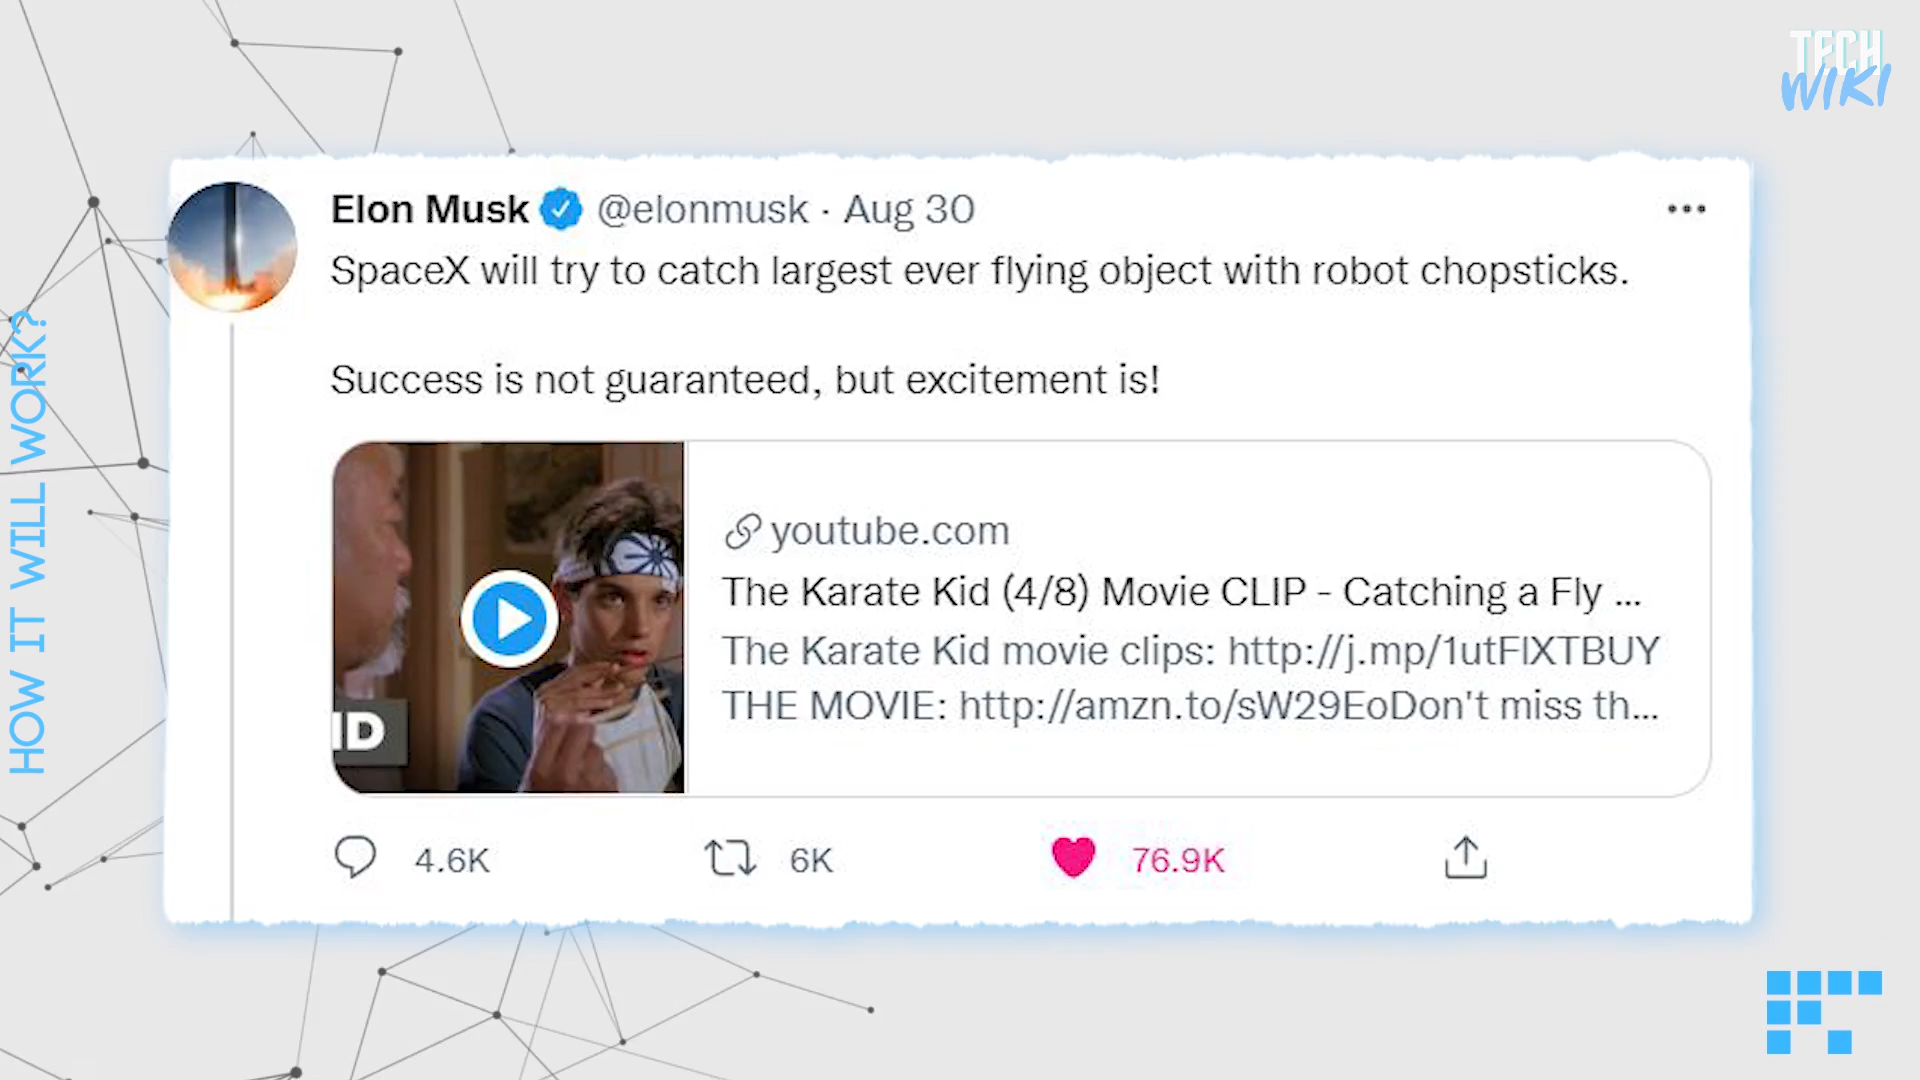 TECH
WIKI
HOW IT WILL WORK?
Elon Musk @elonmusk · Aug 30
SpaceX will try to catch largest ever flying object with robot chopsticks.
Success is not guaranteed, but excitement is!
youtube.com
The Karate Kid (4/8) Movie CLIP - Catching a Fly ...
The Karate Kid movie clips: http://j.mp/1utFIXTBUY
THE MOVIE: http://amzn.to/sW29EoDon't miss th...
ID
4.6K 6K 76.9K